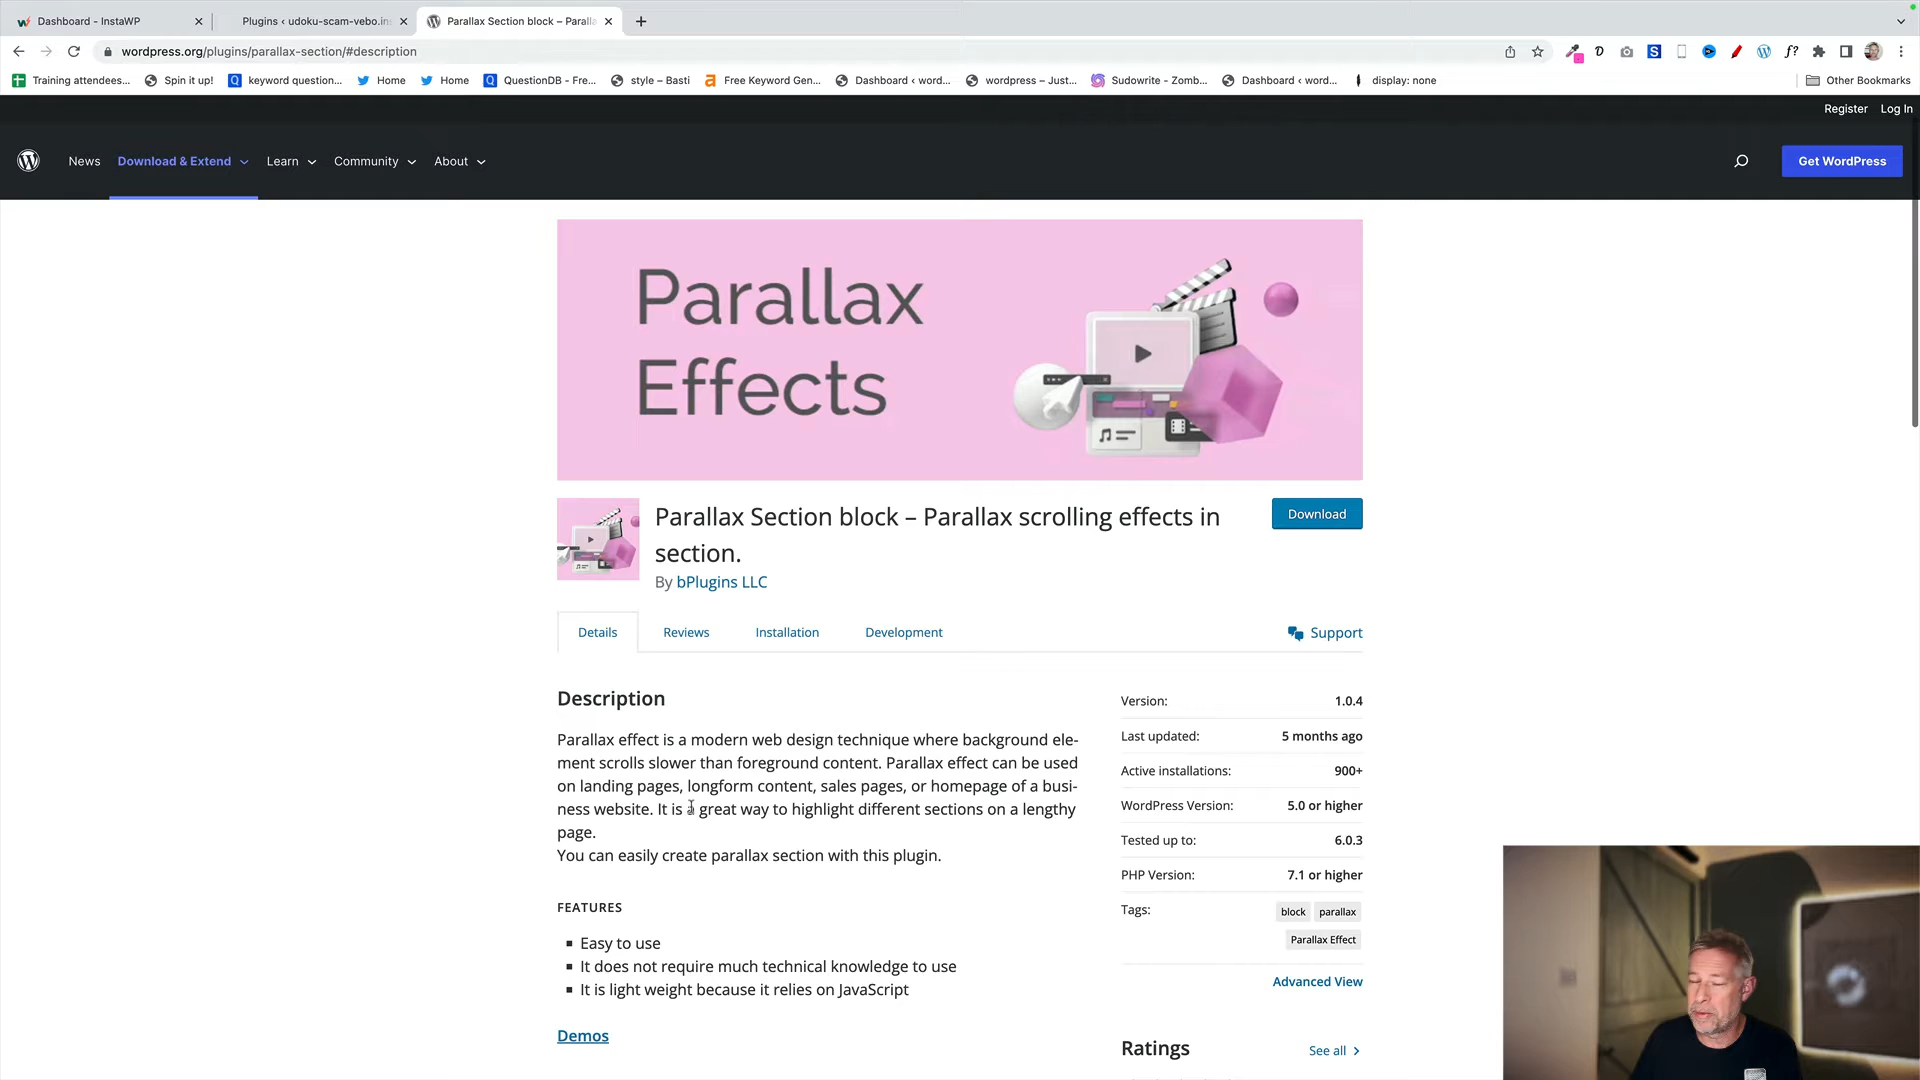 Dashboard - InstaWP
Plugins ‹ udoku-scam-vebo.ins
Parallax Section block – Paralla
wordpress.org/plugins/parallax-section/#description
Training attendees...
Spin it up!
keyword question...
Home
Home
QuestionDB - Fre...
style – Basti
Free Keyword Gen...
Dashboard ‹ word...
wordpress – Just...
Sudowrite - Zomb...
Dashboard ‹ word...
display: none
Other Bookmarks
Register
Log In
News
Download & Extend
Learn
Community
About
Get WordPress
Parallax
Effects
Parallax Section block – Parallax scrolling effects in
section.
Download
By bPlugins LLC
Details
Reviews
Installation
Development
Support
Description
Parallax effect is a modern web design technique where background ele-
ment scrolls slower than foreground content. Parallax effect can be used
on landing pages, longform content, sales pages, or homepage of a busi-
ness website. It is a great way to highlight different sections on a lengthy
page.
You can easily create parallax section with this plugin.
FEATURES
Easy to use
It does not require much technical knowledge to use
It is light weight because it relies on JavaScript
Demos
Version: 1.0.4
Last updated: 5 months ago
Active installations: 900+
WordPress Version: 5.0 or higher
Tested up to: 6.0.3
PHP Version: 7.1 or higher
Tags: block parallax
Parallax Effect
Advanced View
Ratings
See all